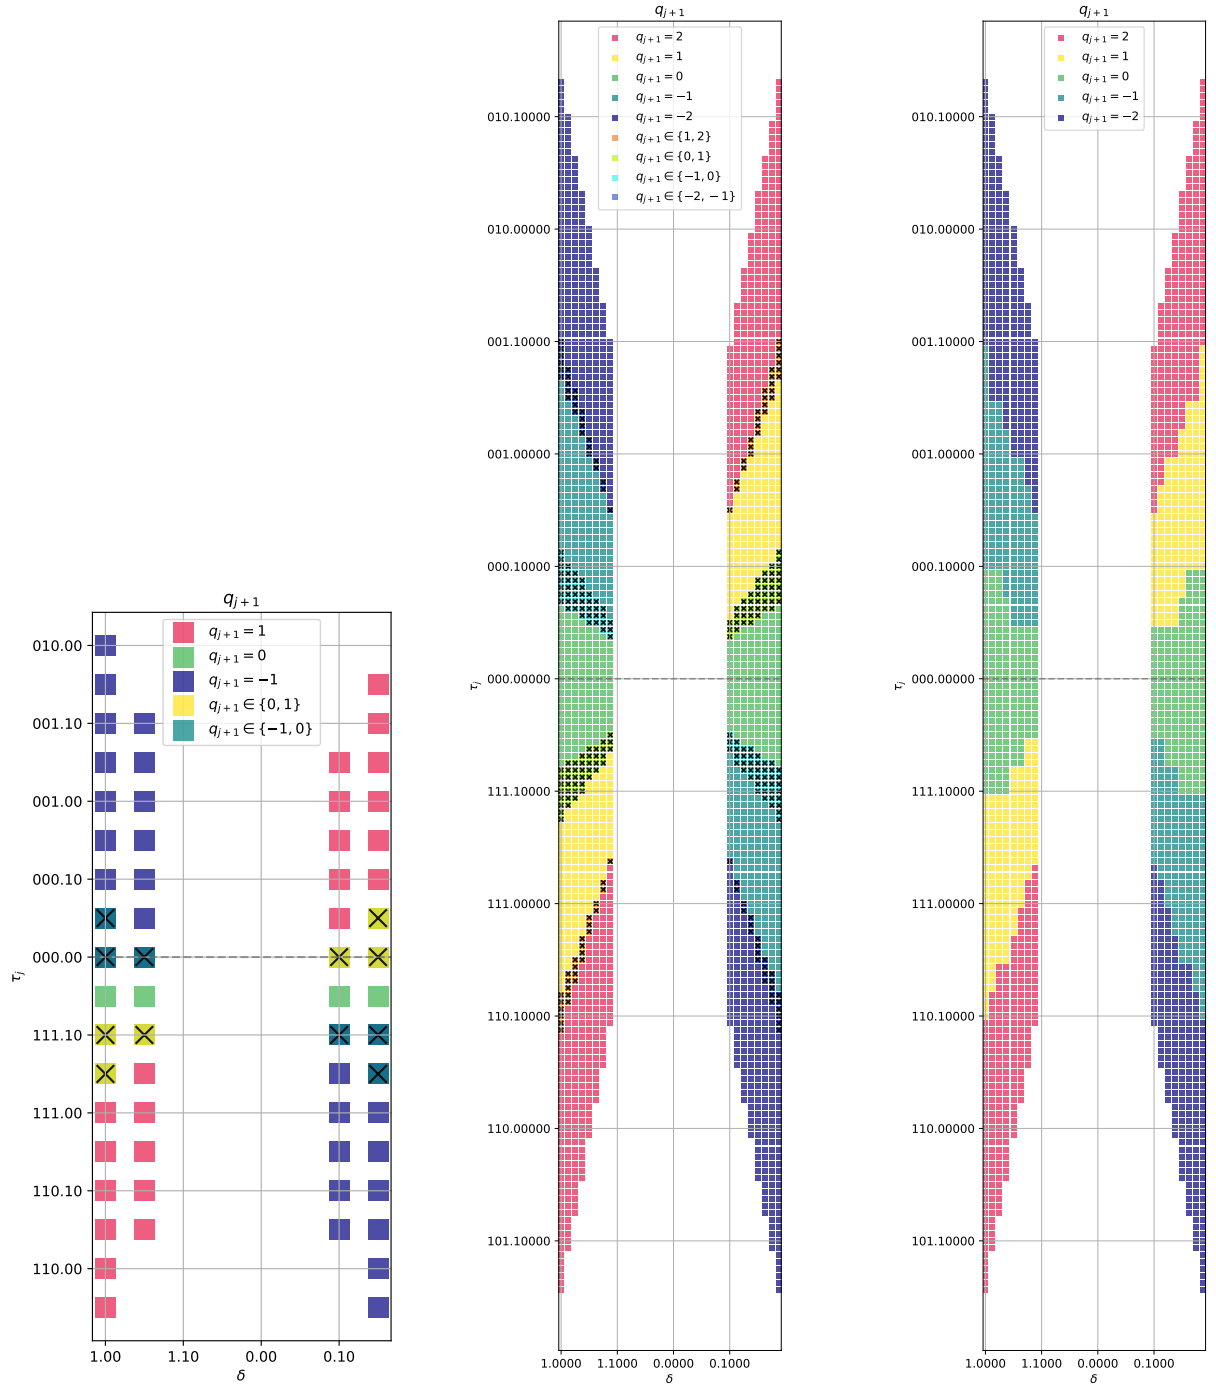 q_{j+1}
q_{j+1} = 1
q_{j+1} = 0
q_{j+1} = −1
q_{j+1} ∈ {0, 1}
q_{j+1} ∈ {−1, 0}
010.00
001.10
001.00
000.10
000.00
111.10
111.00
110.10
110.00
τ_j
1.00 1.10 0.00 0.10
δ
q_{j+1}
q_{j+1} = 2
q_{j+1} = 1
q_{j+1} = 0
q_{j+1} = −1
q_{j+1} = −2
q_{j+1} ∈ {1, 2}
q_{j+1} ∈ {0, 1}
q_{j+1} ∈ {−1, 0}
q_{j+1} ∈ {−2, −1}
010.10000
010.00000
001.10000
001.00000
000.10000
000.00000
111.10000
111.00000
110.10000
110.00000
101.10000
τ_j
1.0000 1.1000 0.0000 0.1000
δ
q_{j+1}
q_{j+1} = 2
q_{j+1} = 1
q_{j+1} = 0
q_{j+1} = −1
q_{j+1} = −2
010.10000
010.00000
001.10000
001.00000
000.10000
000.00000
111.10000
111.00000
110.10000
110.00000
101.10000
τ_j
1.0000 1.1000 0.0000 0.1000
δ